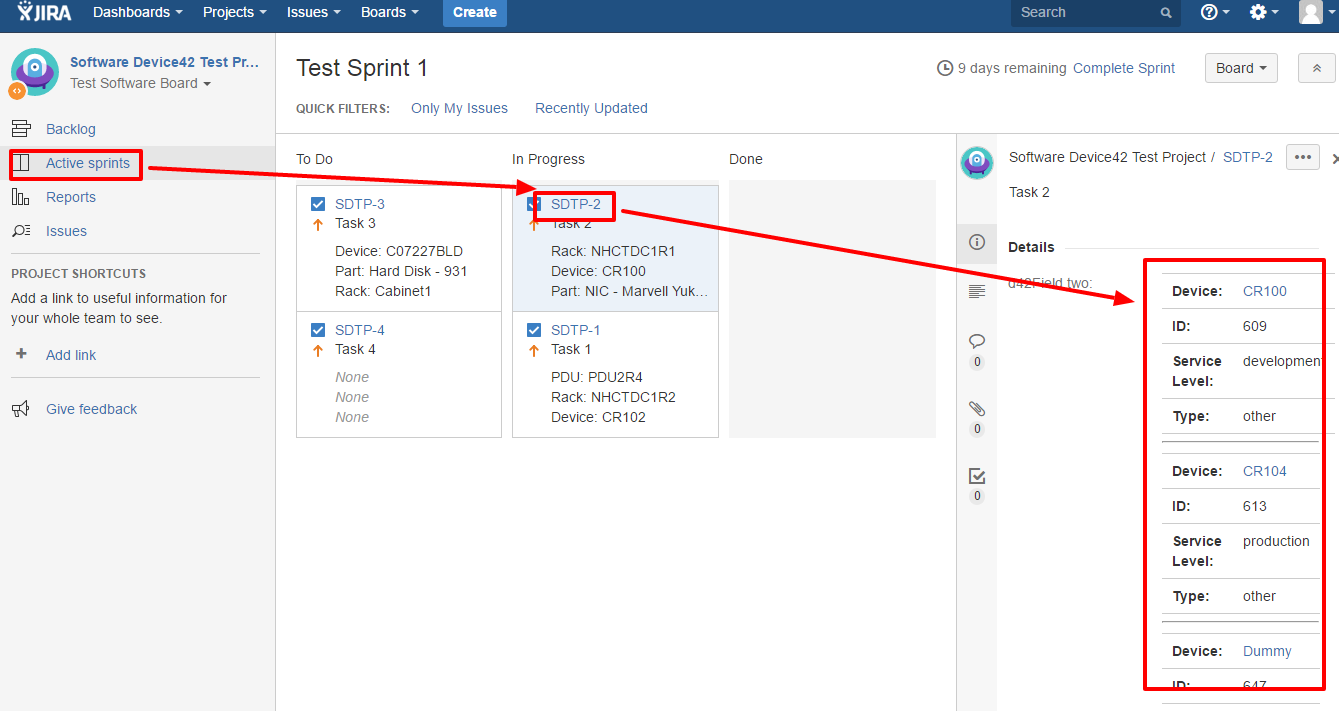 JIRA Dashboards Projects Issues Boards Create Search
Software Device42 Test Pr...
Test Software Board
Backlog
Active sprints
Reports
Issues
PROJECT SHORTCUTS
Add a link to useful information for
your whole team to see.
+ Add link
Give feedback
Test Sprint 1
9 days remaining Complete Sprint Board
QUICK FILTERS: Only My Issues Recently Updated
To Do
SDTP-3
Task 3
Device: C07227BLD
Part: Hard Disk - 931
Rack: Cabinet1
SDTP-4
Task 4
None
None
None
In Progress
SDTP-2
Task 2
Rack: NHCTDC1R1
Device: CR100
Part: NIC - Marvell Yuk...
SDTP-1
Task 1
PDU: PDU2R4
Rack: NHCTDC1R2
Device: CR102
Done
Software Device42 Test Project / SDTP-2
Task 2
0
0
0
Details
d42Field two:
Device: CR100
ID: 609
Service Level: development
Type: other
Device: CR104
ID: 613
Service Level: production
Type: other
Device: Dummy
ID: 647